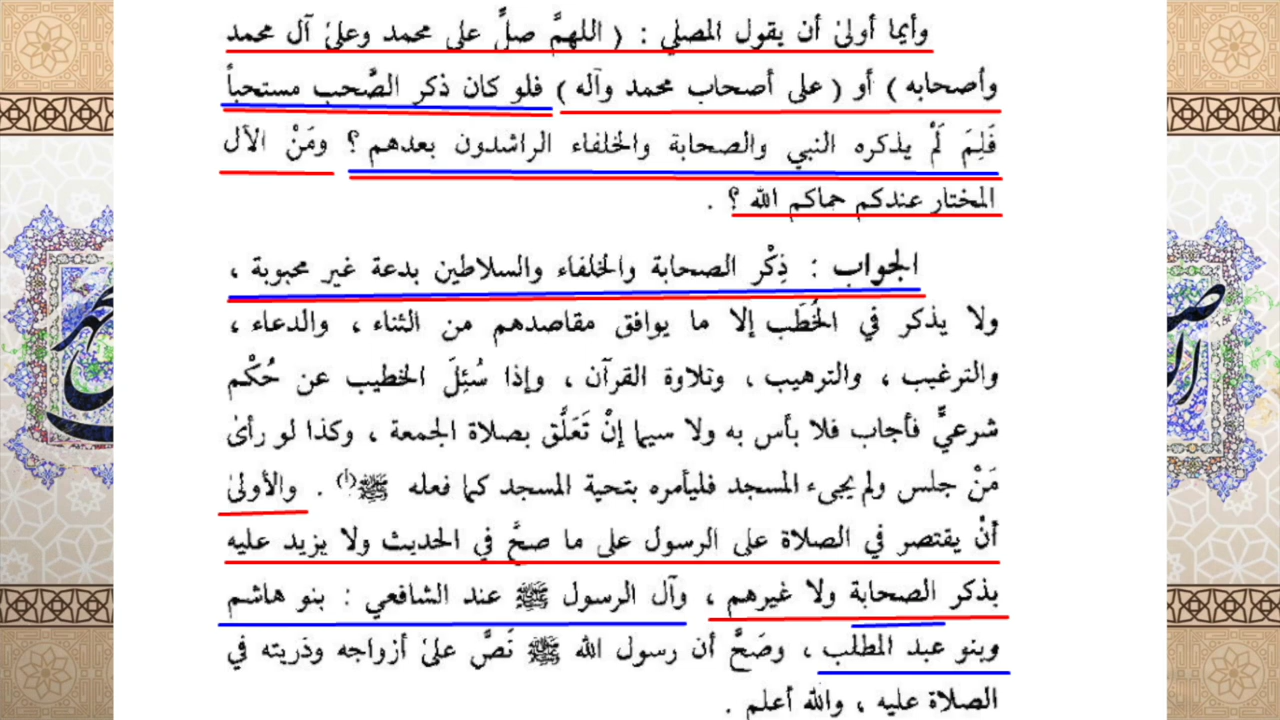 وأيما أولىٰ أن يقول المصلي : ( اللهمَّ صلِّ على محمد وعلىٰ آل محمد
وأصحابه ) أو ( على أصحاب محمد وآله ) فلو كان ذكر الصَّحب مستحباً
فَلِمَ لَمْ يذكره النبي والصحابة والخلفاء الراشدون بعدهم ؟ ومَنْ الآل
المختار عندكم حماكم الله ؟ .
الجواب : ذِكْر الصحابة والخلفاء والسلاطين بدعة غير محبوبة ،
ولا يذكر في الخُطَب إلا ما يوافق مقاصدهم من الثناء ، والدعاء ،
والترغيب ، والترهيب ، وتلاوة القرآن ، وإذا سُئِلَ الخطيب عن حُكْم
شرعيٍّ فأجاب فلا بأس به ولا سيما إنْ تَعَلَّق بصلاة الجمعة ، وكذا لو رأىٰ
مَنْ جلس ولم يجىء المسجد فليأمره بتحية المسجد كما فعله ﷺ(أ) . والأولىٰ
أنْ يقتصر في الصلاة على الرسول على ما صحَّ في الحديث ولا يزيد عليه
بذكر الصحابة ولا غيرهم ، وآل الرسول ﷺ عند الشافعي : بنو هاشم
وبنو عبد المطلب ، وصَحَّ أن رسول الله ﷺ نَصَّ علىٰ أزواجه وذريته في
الصلاة عليه ، والله أعلم .